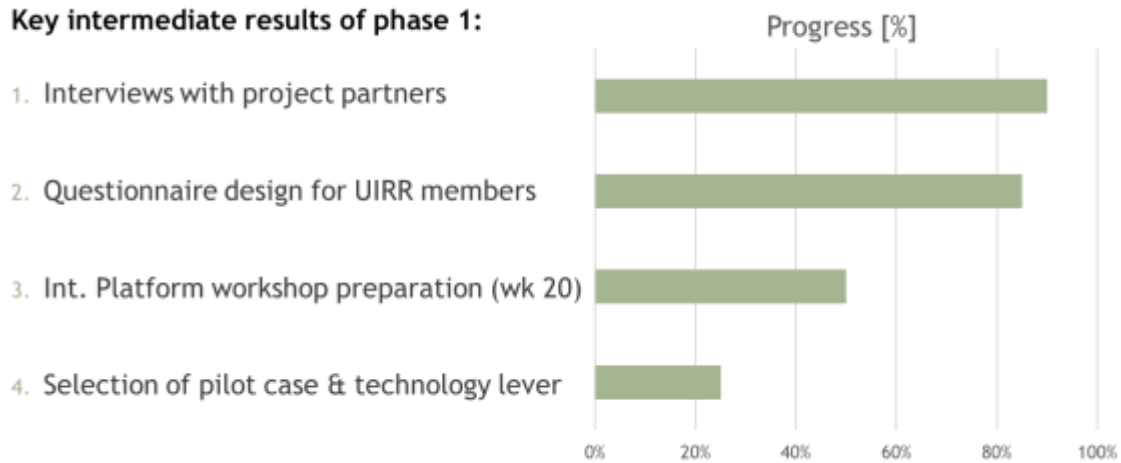 Key intermediate results of phase 1:
Progress [%]
1. Interviews with project partners
2. Questionnaire design for UIRR members
3. Int. Platform workshop preparation (wk 20)
4. Selection of pilot case & technology lever
0% 20% 40% 60% 80% 100%